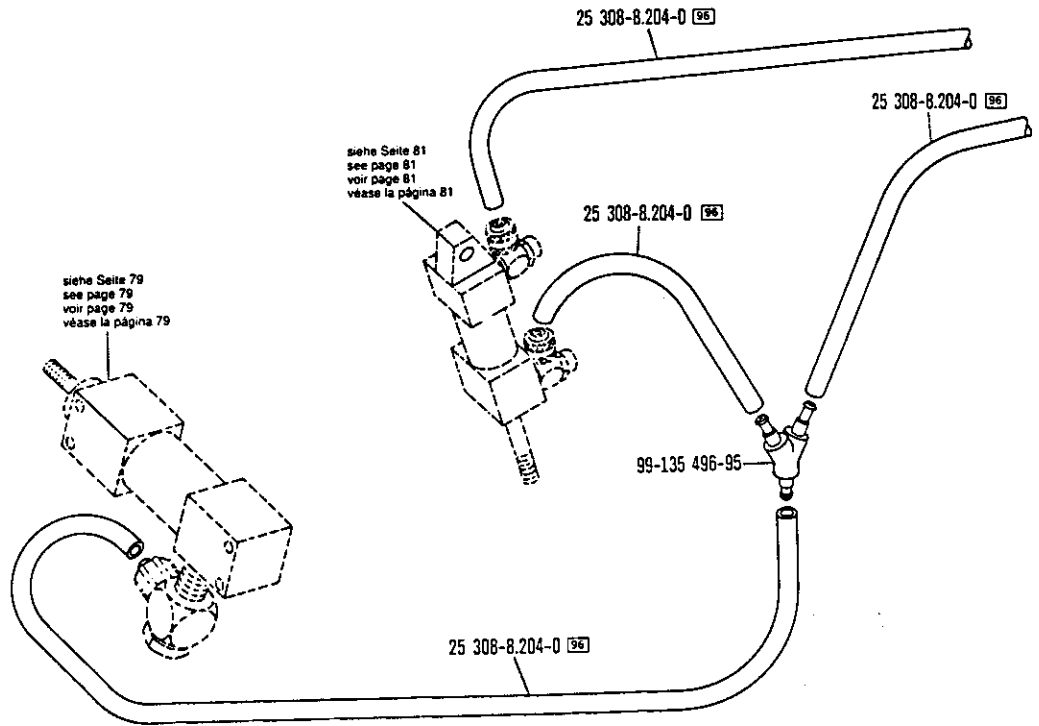 25 308-8.204-0 96
25 308-8.204-0 96
siehe Seite 81
see page 81
voir page 81
véase la página 81
25 308-8.204-0 96
siehe Seite 79
see page 79
voir page 79
véase la página 79
99-135 496-95
25 308-8.204-0 96